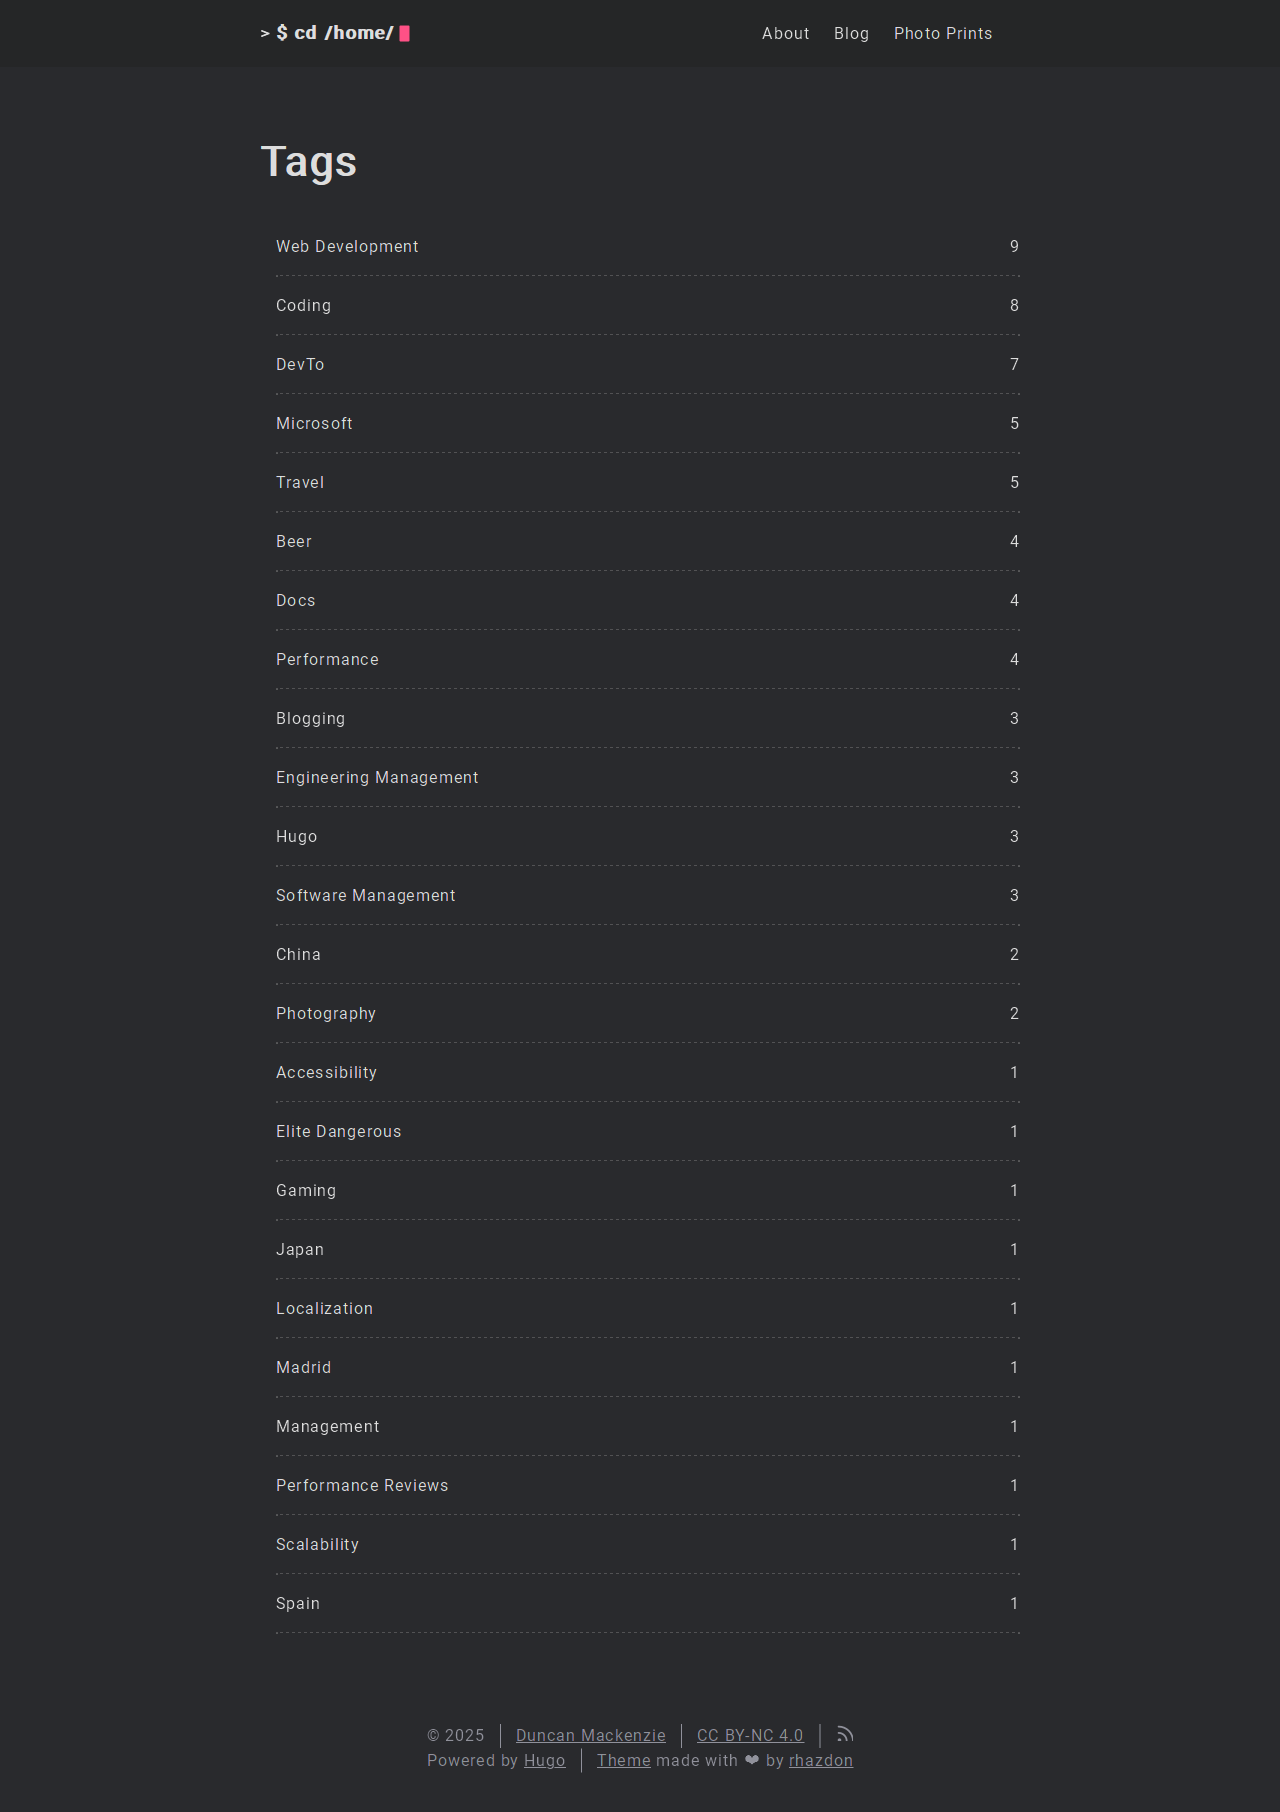 > $ cd /home/
About Blog Photo Prints
Tags
Web Development 9
Coding 8
DevTo 7
Microsoft 5
Travel 5
Beer 4
Docs 4
Performance 4
Blogging 3
Engineering Management 3
Hugo 3
Software Management 3
China 2
Photography 2
Accessibility 1
Elite Dangerous 1
Gaming 1
Japan 1
Localization 1
Madrid 1
Management 1
Performance Reviews 1
Scalability 1
Spain 1
© 2025 Duncan Mackenzie CC BY-NC 4.0
Powered by Hugo Theme made with ❤ by rhazdon